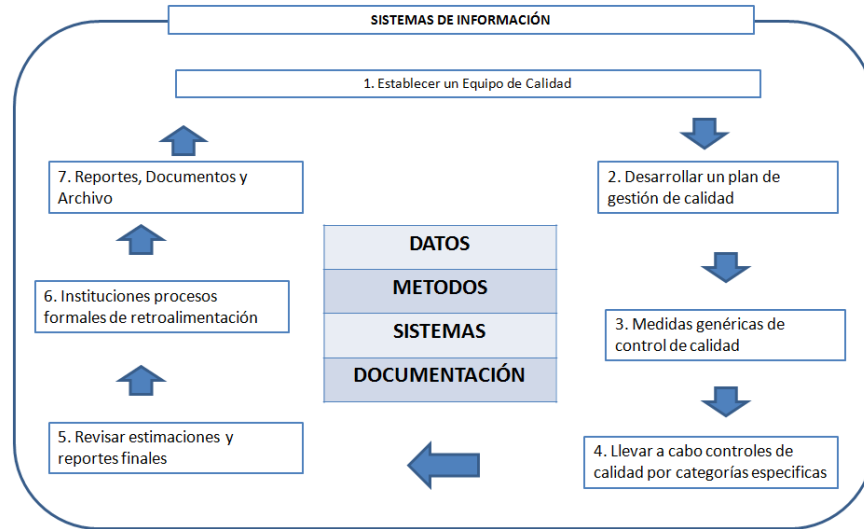 SISTEMAS DE INFORMACIÓN
1. Establecer un Equipo de Calidad
2. Desarrollar un plan de
gestión de calidad
3. Medidas genéricas de
control de calidad
4. Llevar a cabo controles de
calidad por categorías especificas
5. Revisar estimaciones y
reportes finales
6. Instituciones procesos
formales de retroalimentación
7. Reportes, Documentos y
Archivo
DATOS
METODOS
SISTEMAS
DOCUMENTACIÓN